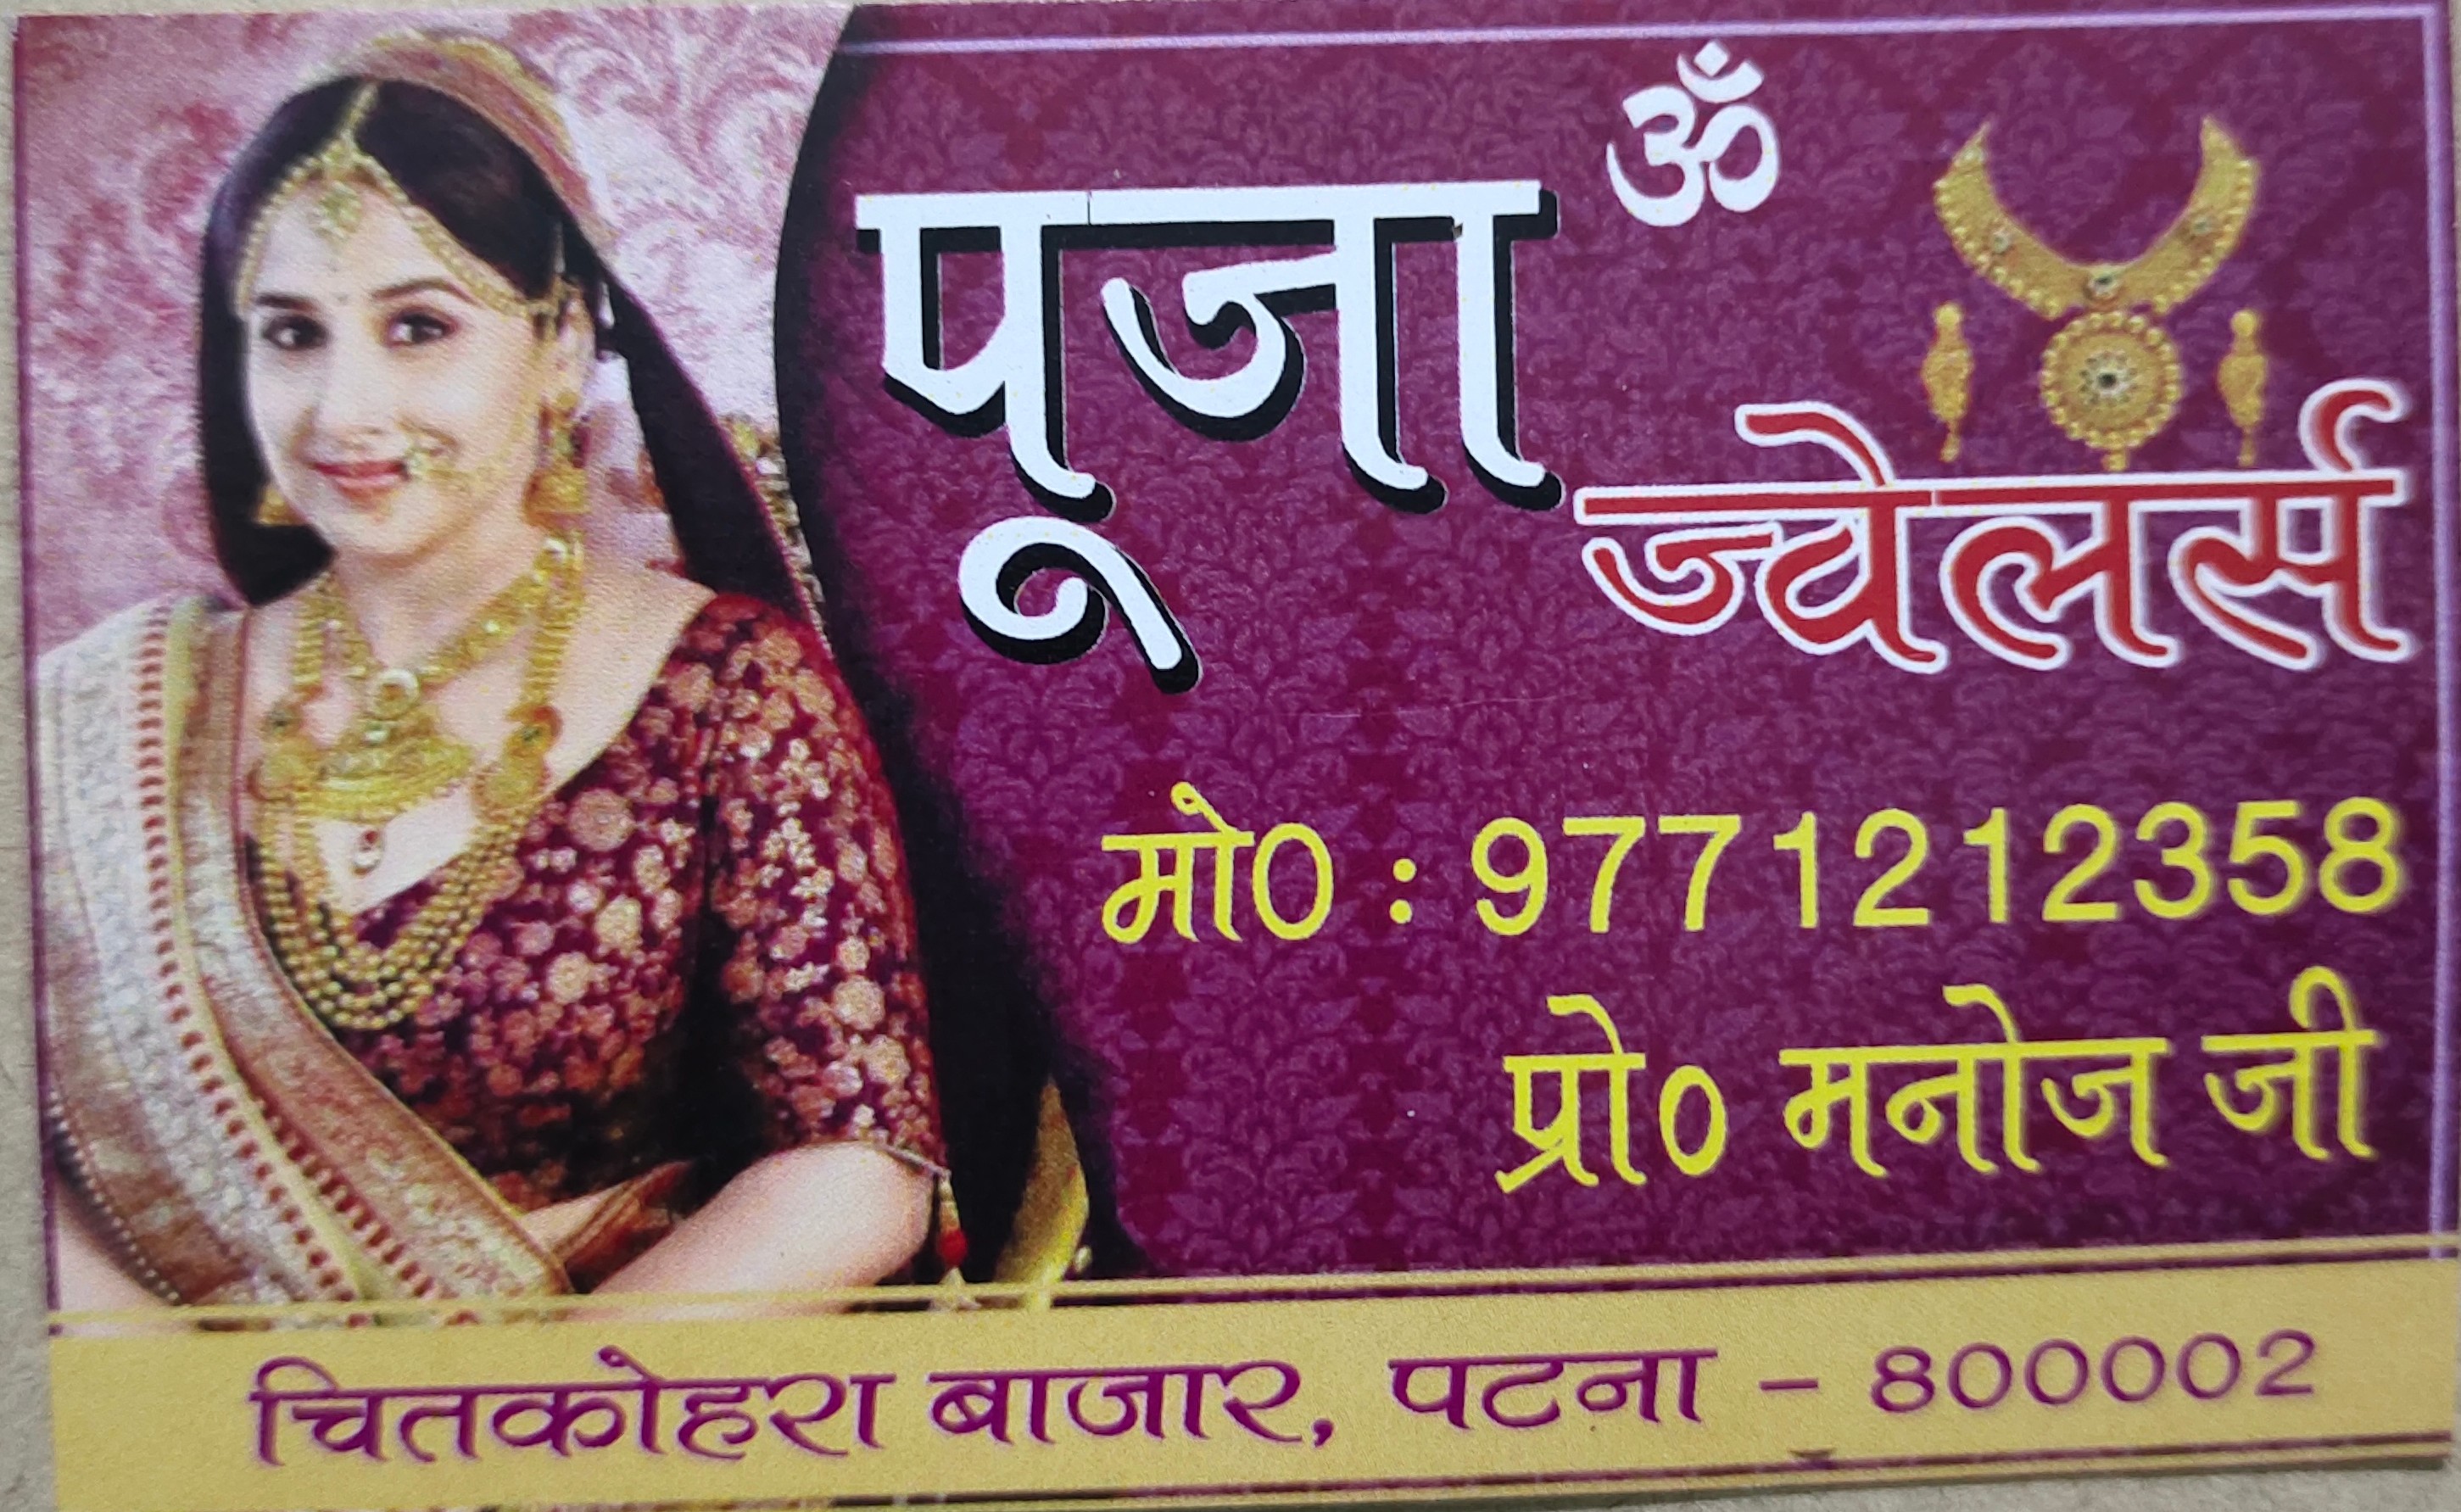 ॐ
पूजा
ज्वेलर्स
मो0 : 9771212358
प्रो0 मनोज जी
चितकोहरा बाजार, पटना - 800002